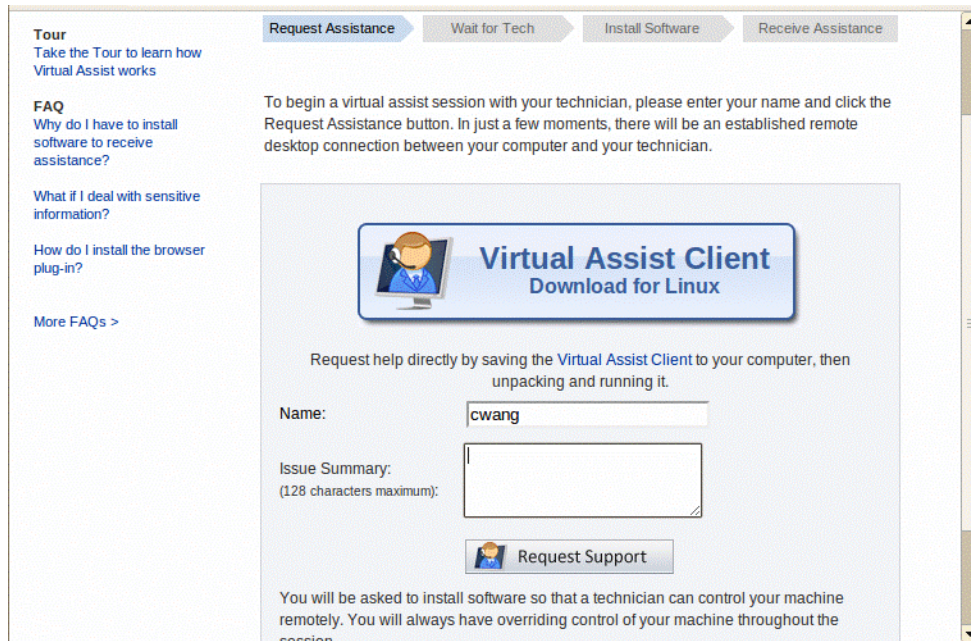 Tour
Take the Tour to learn how
Virtual Assist works
FAQ
Why do I have to install
software to receive
assistance?
What if I deal with sensitive
information?
How do I install the browser
plug-in?
More FAQs >
Request Assistance
Wait for Tech
Install Software
Receive Assistance
To begin a virtual assist session with your technician, please enter your name and click the
Request Assistance button. In just a few moments, there will be an established remote
desktop connection between your computer and your technician.
Virtual Assist Client
Download for Linux
Request help directly by saving the Virtual Assist Client to your computer, then
unpacking and running it.
Name:
cwang
Issue Summary:
(128 characters maximum):
Request Support
You will be asked to install software so that a technician can control your machine
remotely. You will always have overriding control of your machine throughout the
session